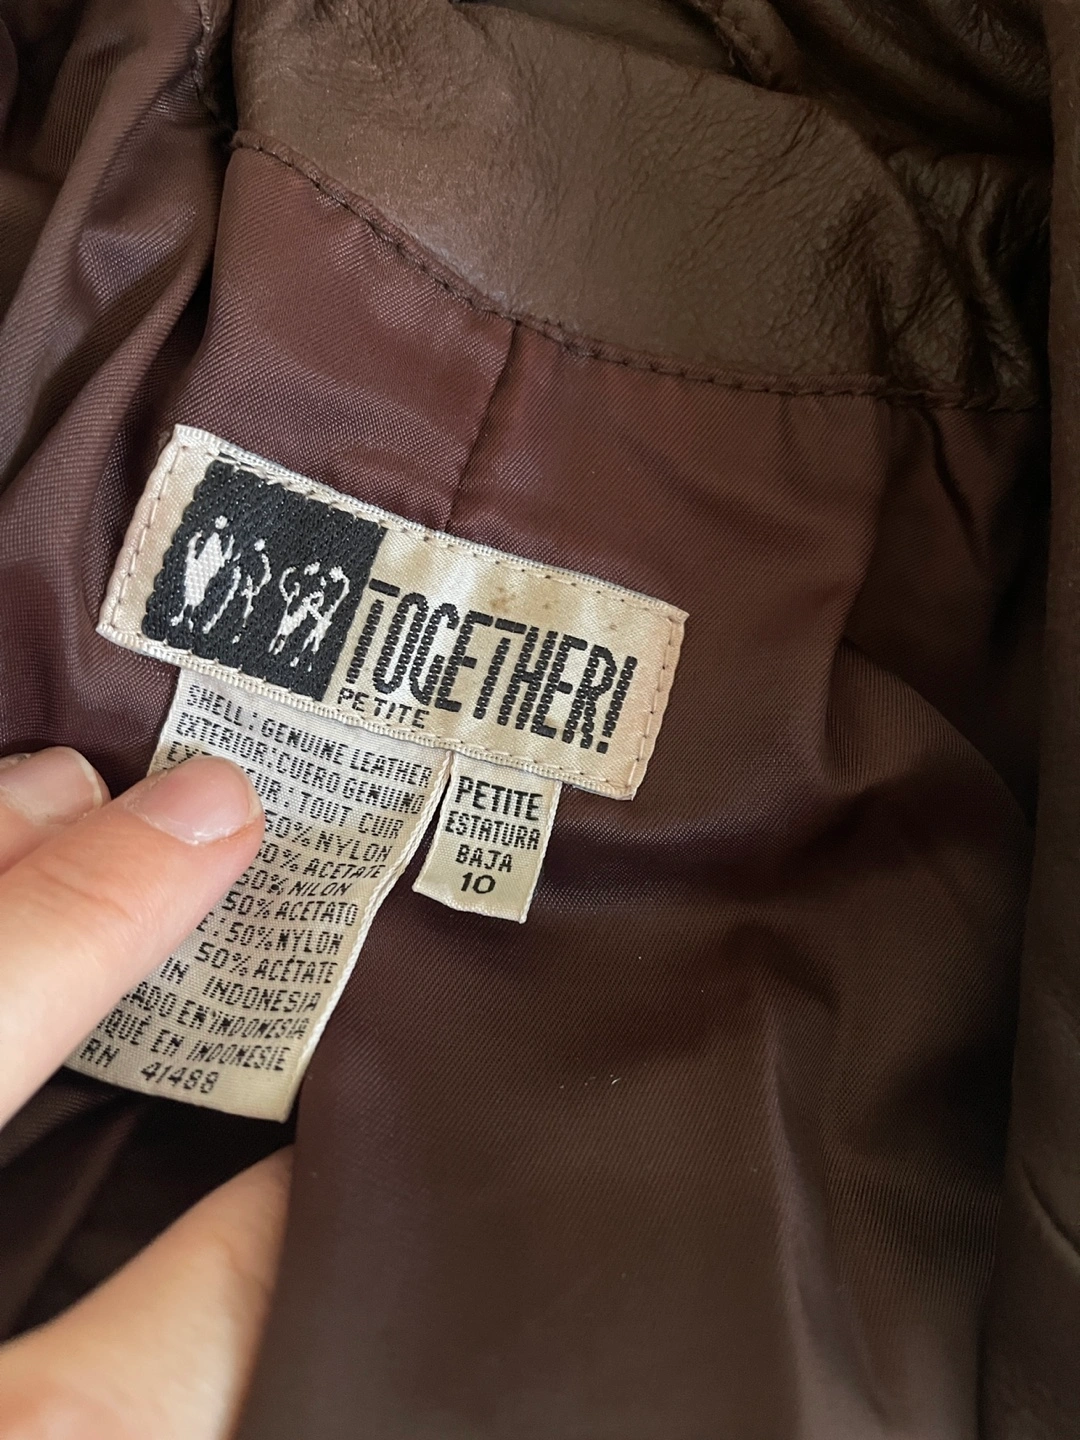 TOGETHER!
PETITE
SHELL: GENUINE LEATHER
EXTERIOR: CUERO GENUINO
TOUT CUIR
50% NYLON
50% ACETATE
50% NILON
50% ACETATO
50% NYLON
50% ACÉTATE
IN INDONESIA
EN INDONESIA
EN INDONESIE
RN 41488
PETITE
ESTATURA
BAJA
10